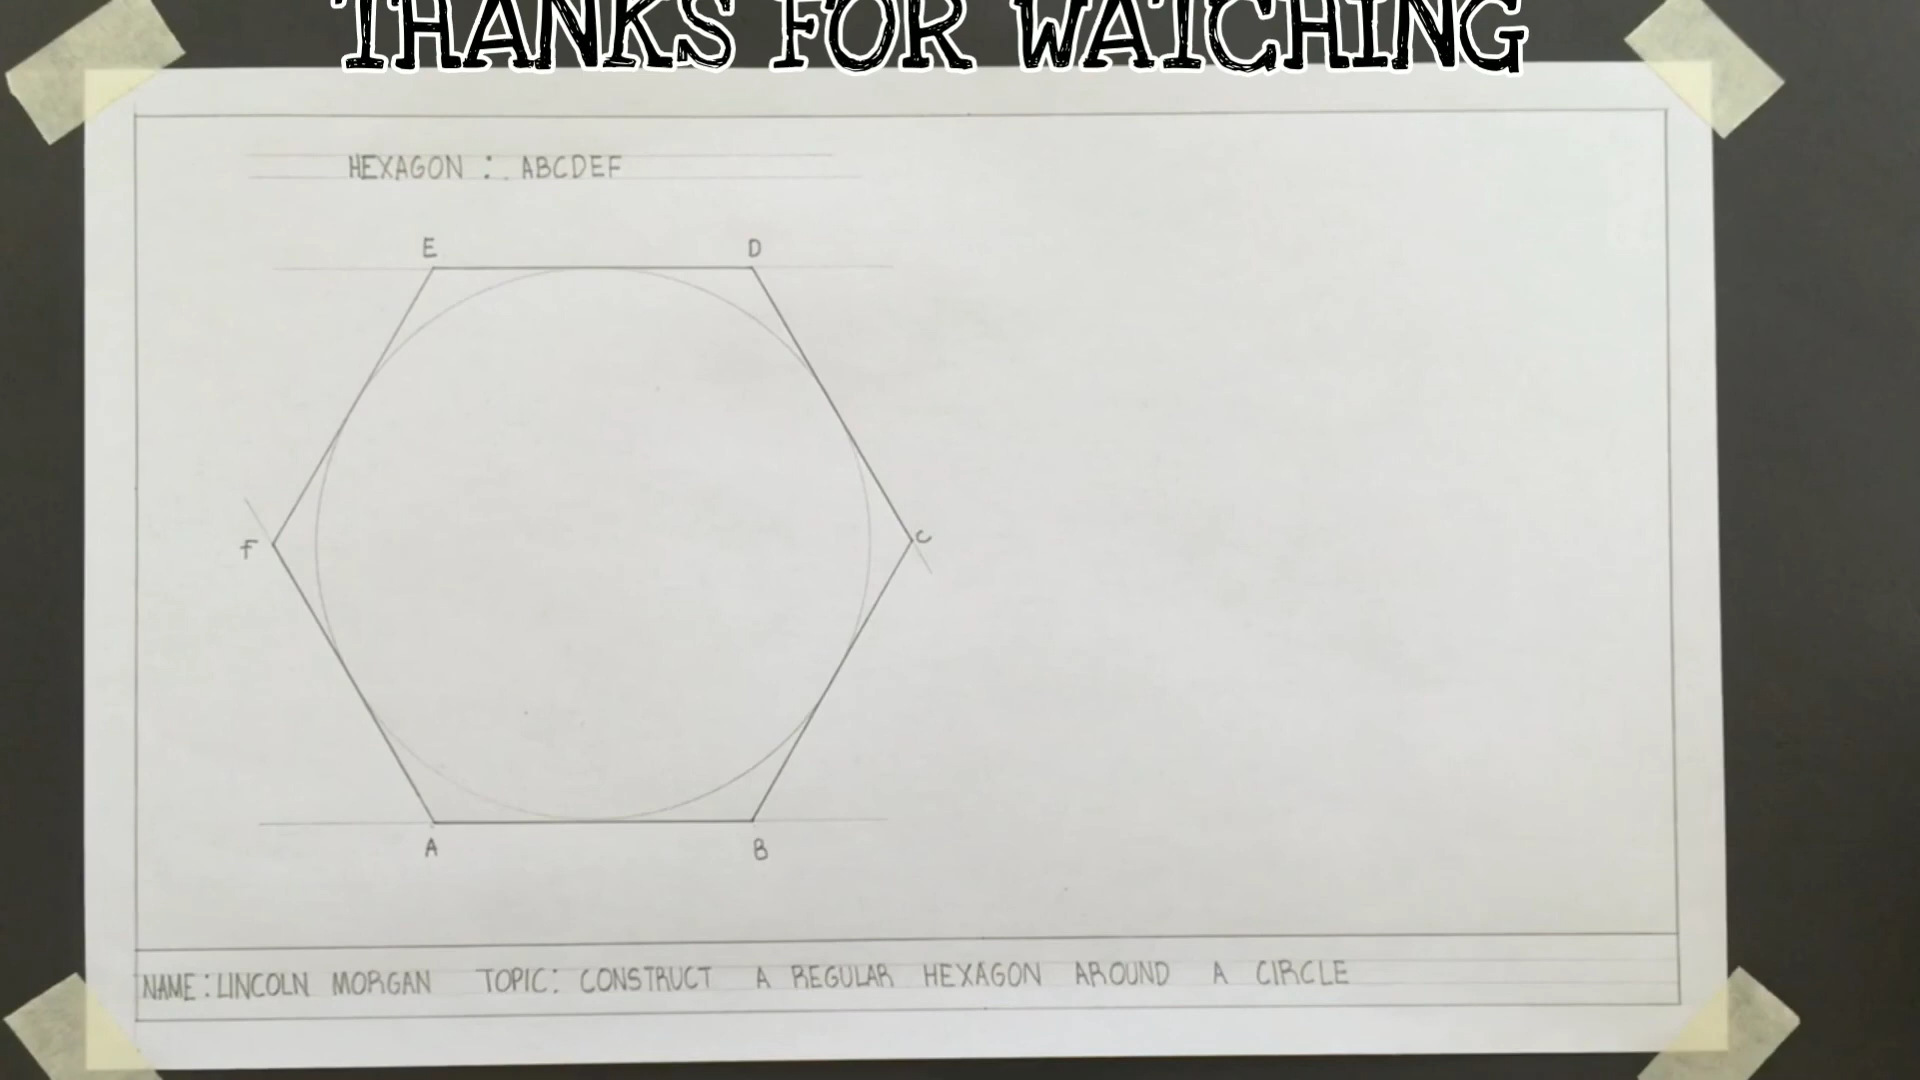 THANKS FOR WATCHING
HEXAGON : ABCDEF
E D
F C
A B
NAME: LINCOLN MORGAN TOPIC: CONSTRUCT A REGULAR HEXAGON AROUND A CIRCLE